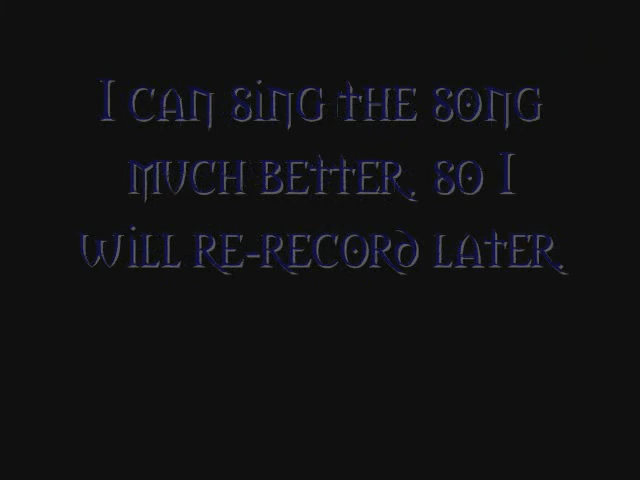 I can sing the song
much better, so I
will re-record later.